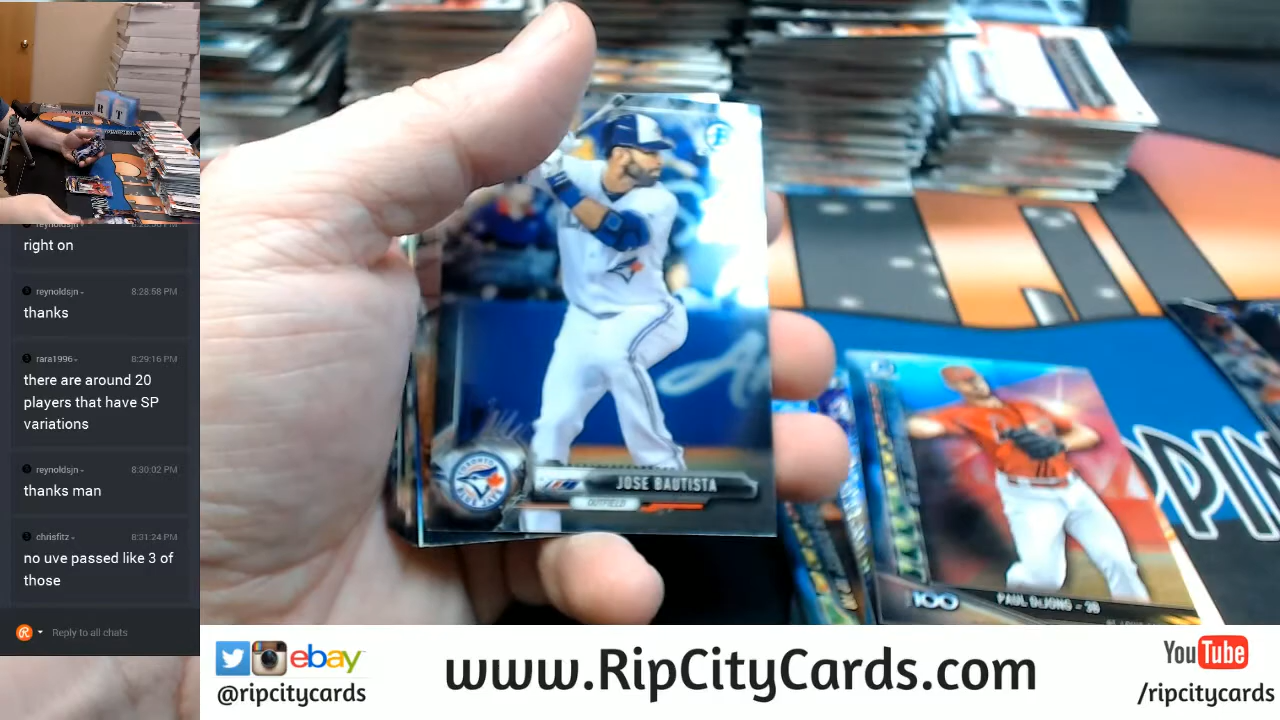 R T
reynoldsjn
right on
reynoldsjn 8:28:58 PM
thanks
rara1996 8:29:16 PM
there are around 20
players that have SP
variations
reynoldsjn 8:30:02 PM
thanks man
chrisfitz 8:31:24 PM
no uve passed like 3 of
those
Reply to all chats
JOSE BAUTISTA
OUTFIELD
100
PAUL DeJONG - 3B
PPIN
ebay
@ripcitycards
www.RipCityCards.com
YouTube
/ripcitycards